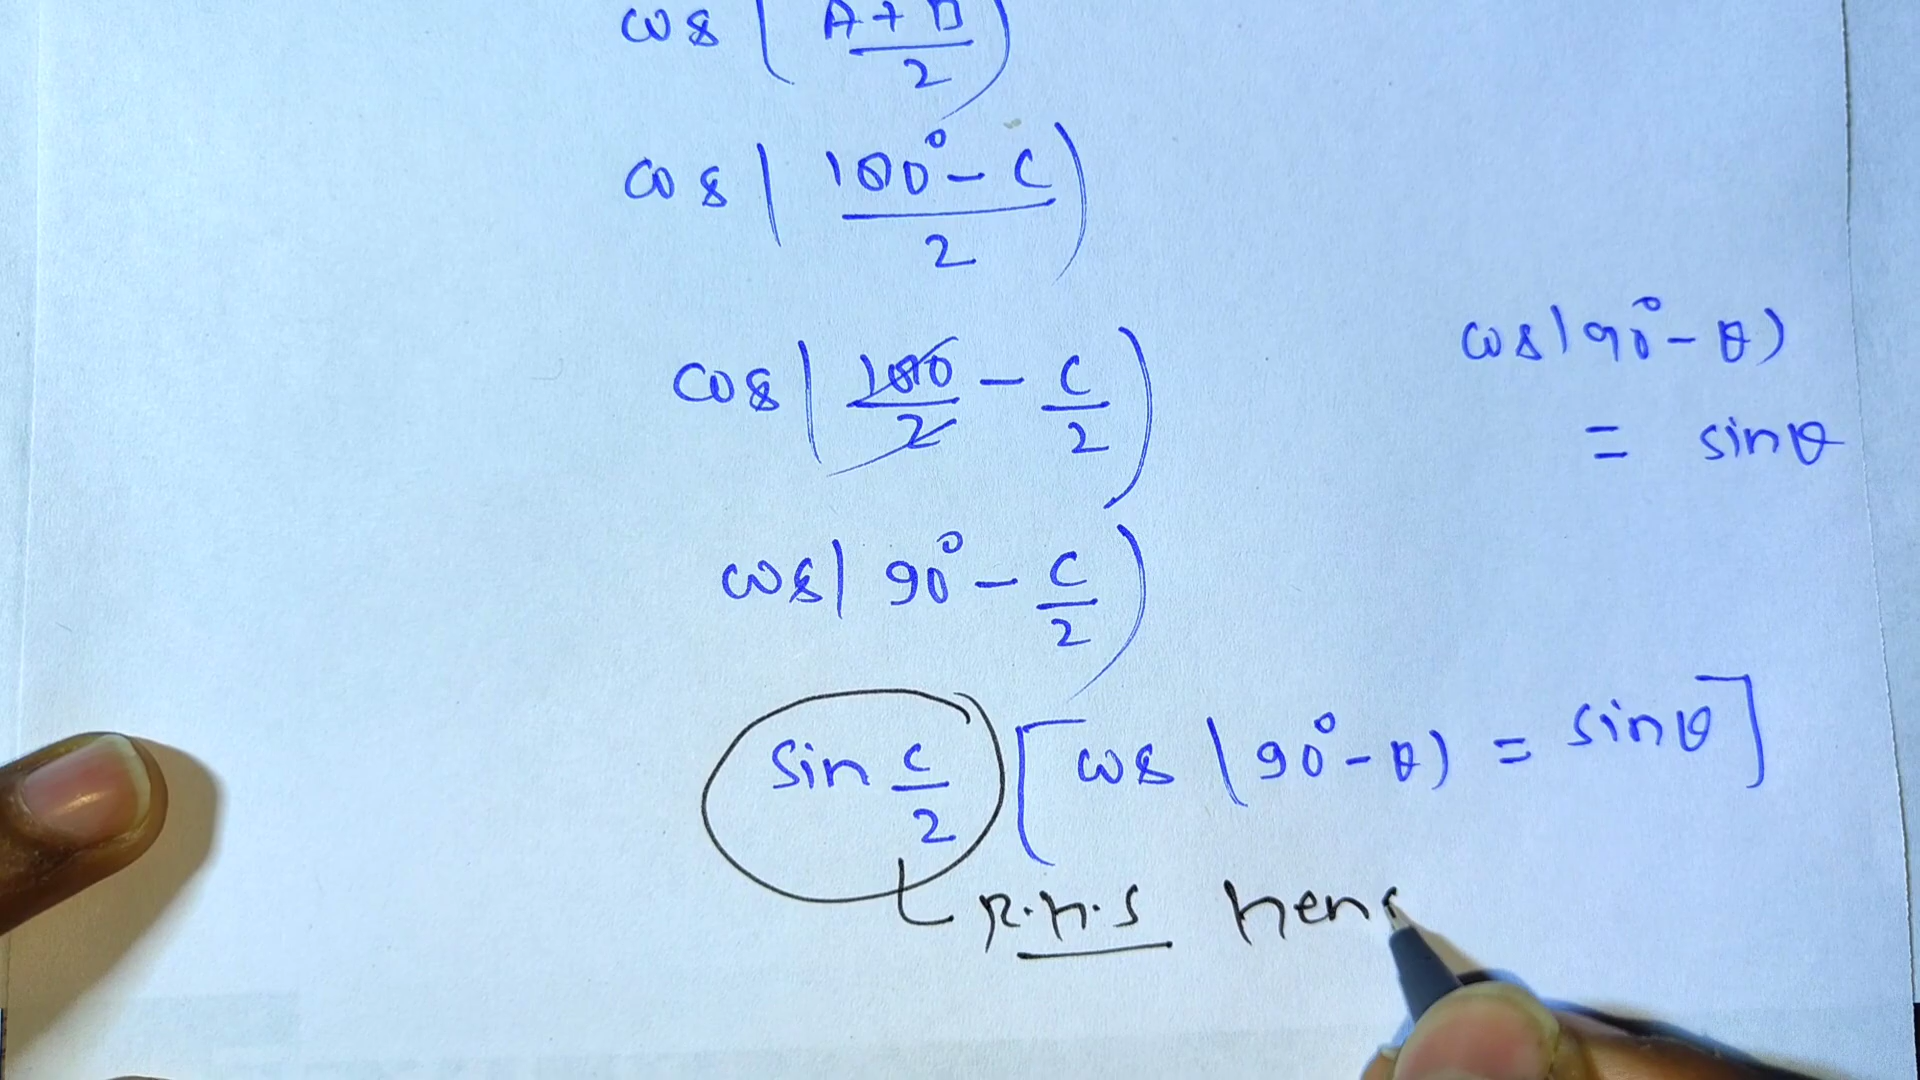 cos (A+B/2)
cos (180°-C/2)
cos (180/2 - C/2)
cos(90°-θ)
= sinθ
cos(90° - C/2)
sin C/2 [cos (90°-θ) = sinθ]
R.H.S henc